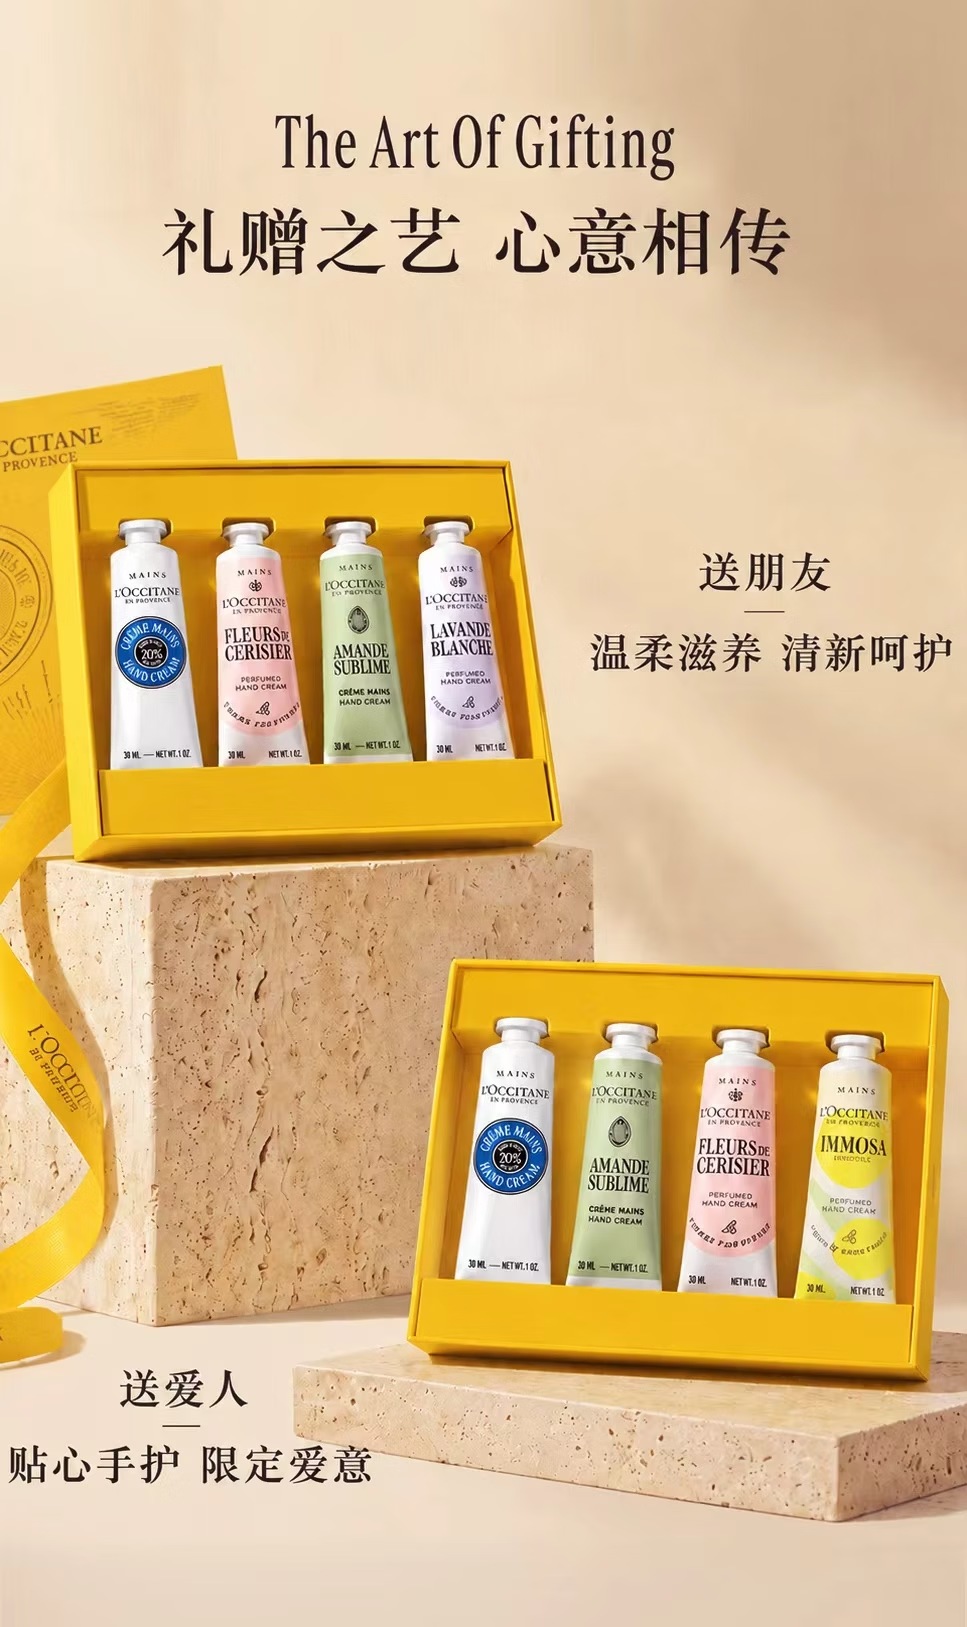 The Art Of Gifting
礼赠之艺 心意相传
CCITANE
PROVENCE
MAINS
L'OCCITANE
EN PROVENCE
CRÈME MAINS
20%
HAND CREAM
30 ML — NET WT. 1 OZ.
MAINS
L'OCCITANE
EN PROVENCE
FLEURS DE
CERISIER
PERFUMED
HAND CREAM
30 ML NET WT. 1 OZ.
MAINS
L'OCCITANE
EN PROVENCE
AMANDE
SUBLIME
CRÈME MAINS
HAND CREAM
30 ML — NET WT. 1 OZ.
MAINS
L'OCCITANE
EN PROVENCE
LAVANDE
BLANCHE
PERFUMED
HAND CREAM
30 ML NET WT. 1 OZ.
送朋友
温柔滋养 清新呵护
L'OCCITANE
MAINS
L'OCCITANE
EN PROVENCE
CRÈME MAINS
20%
HAND CREAM
30 ML — NET WT. 1 OZ.
MAINS
L'OCCITANE
EN PROVENCE
AMANDE
SUBLIME
CRÈME MAINS
HAND CREAM
30 ML — NET WT. 1 OZ.
MAINS
L'OCCITANE
EN PROVENCE
FLEURS DE
CERISIER
PERFUMED
HAND CREAM
30 ML NET WT. 1 OZ.
MAINS
L'OCCITANE
EN PROVENCE
IMMOSA
PERFUMED
HAND CREAM
30 ML NET WT. 1 OZ.
送爱人
贴心手护 限定爱意